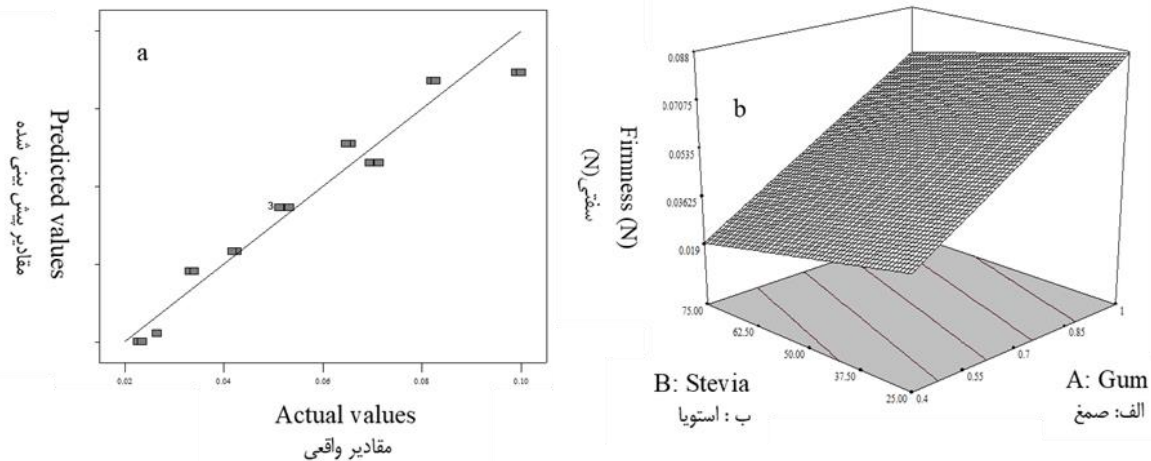 a
Predicted values
مقادیر پیش بینی شده
3
0.02
0.04
0.06
0.08
0.10
Actual values
مقادیر واقعی
b
Firmness (N)
سفتی (N)
0.088
0.07075
0.0535
0.03625
0.019
75.00
62.50
50.00
37.50
25.00
0.4
0.55
0.7
0.85
1
B: Stevia
ب : استویا
A: Gum
الف: صمغ